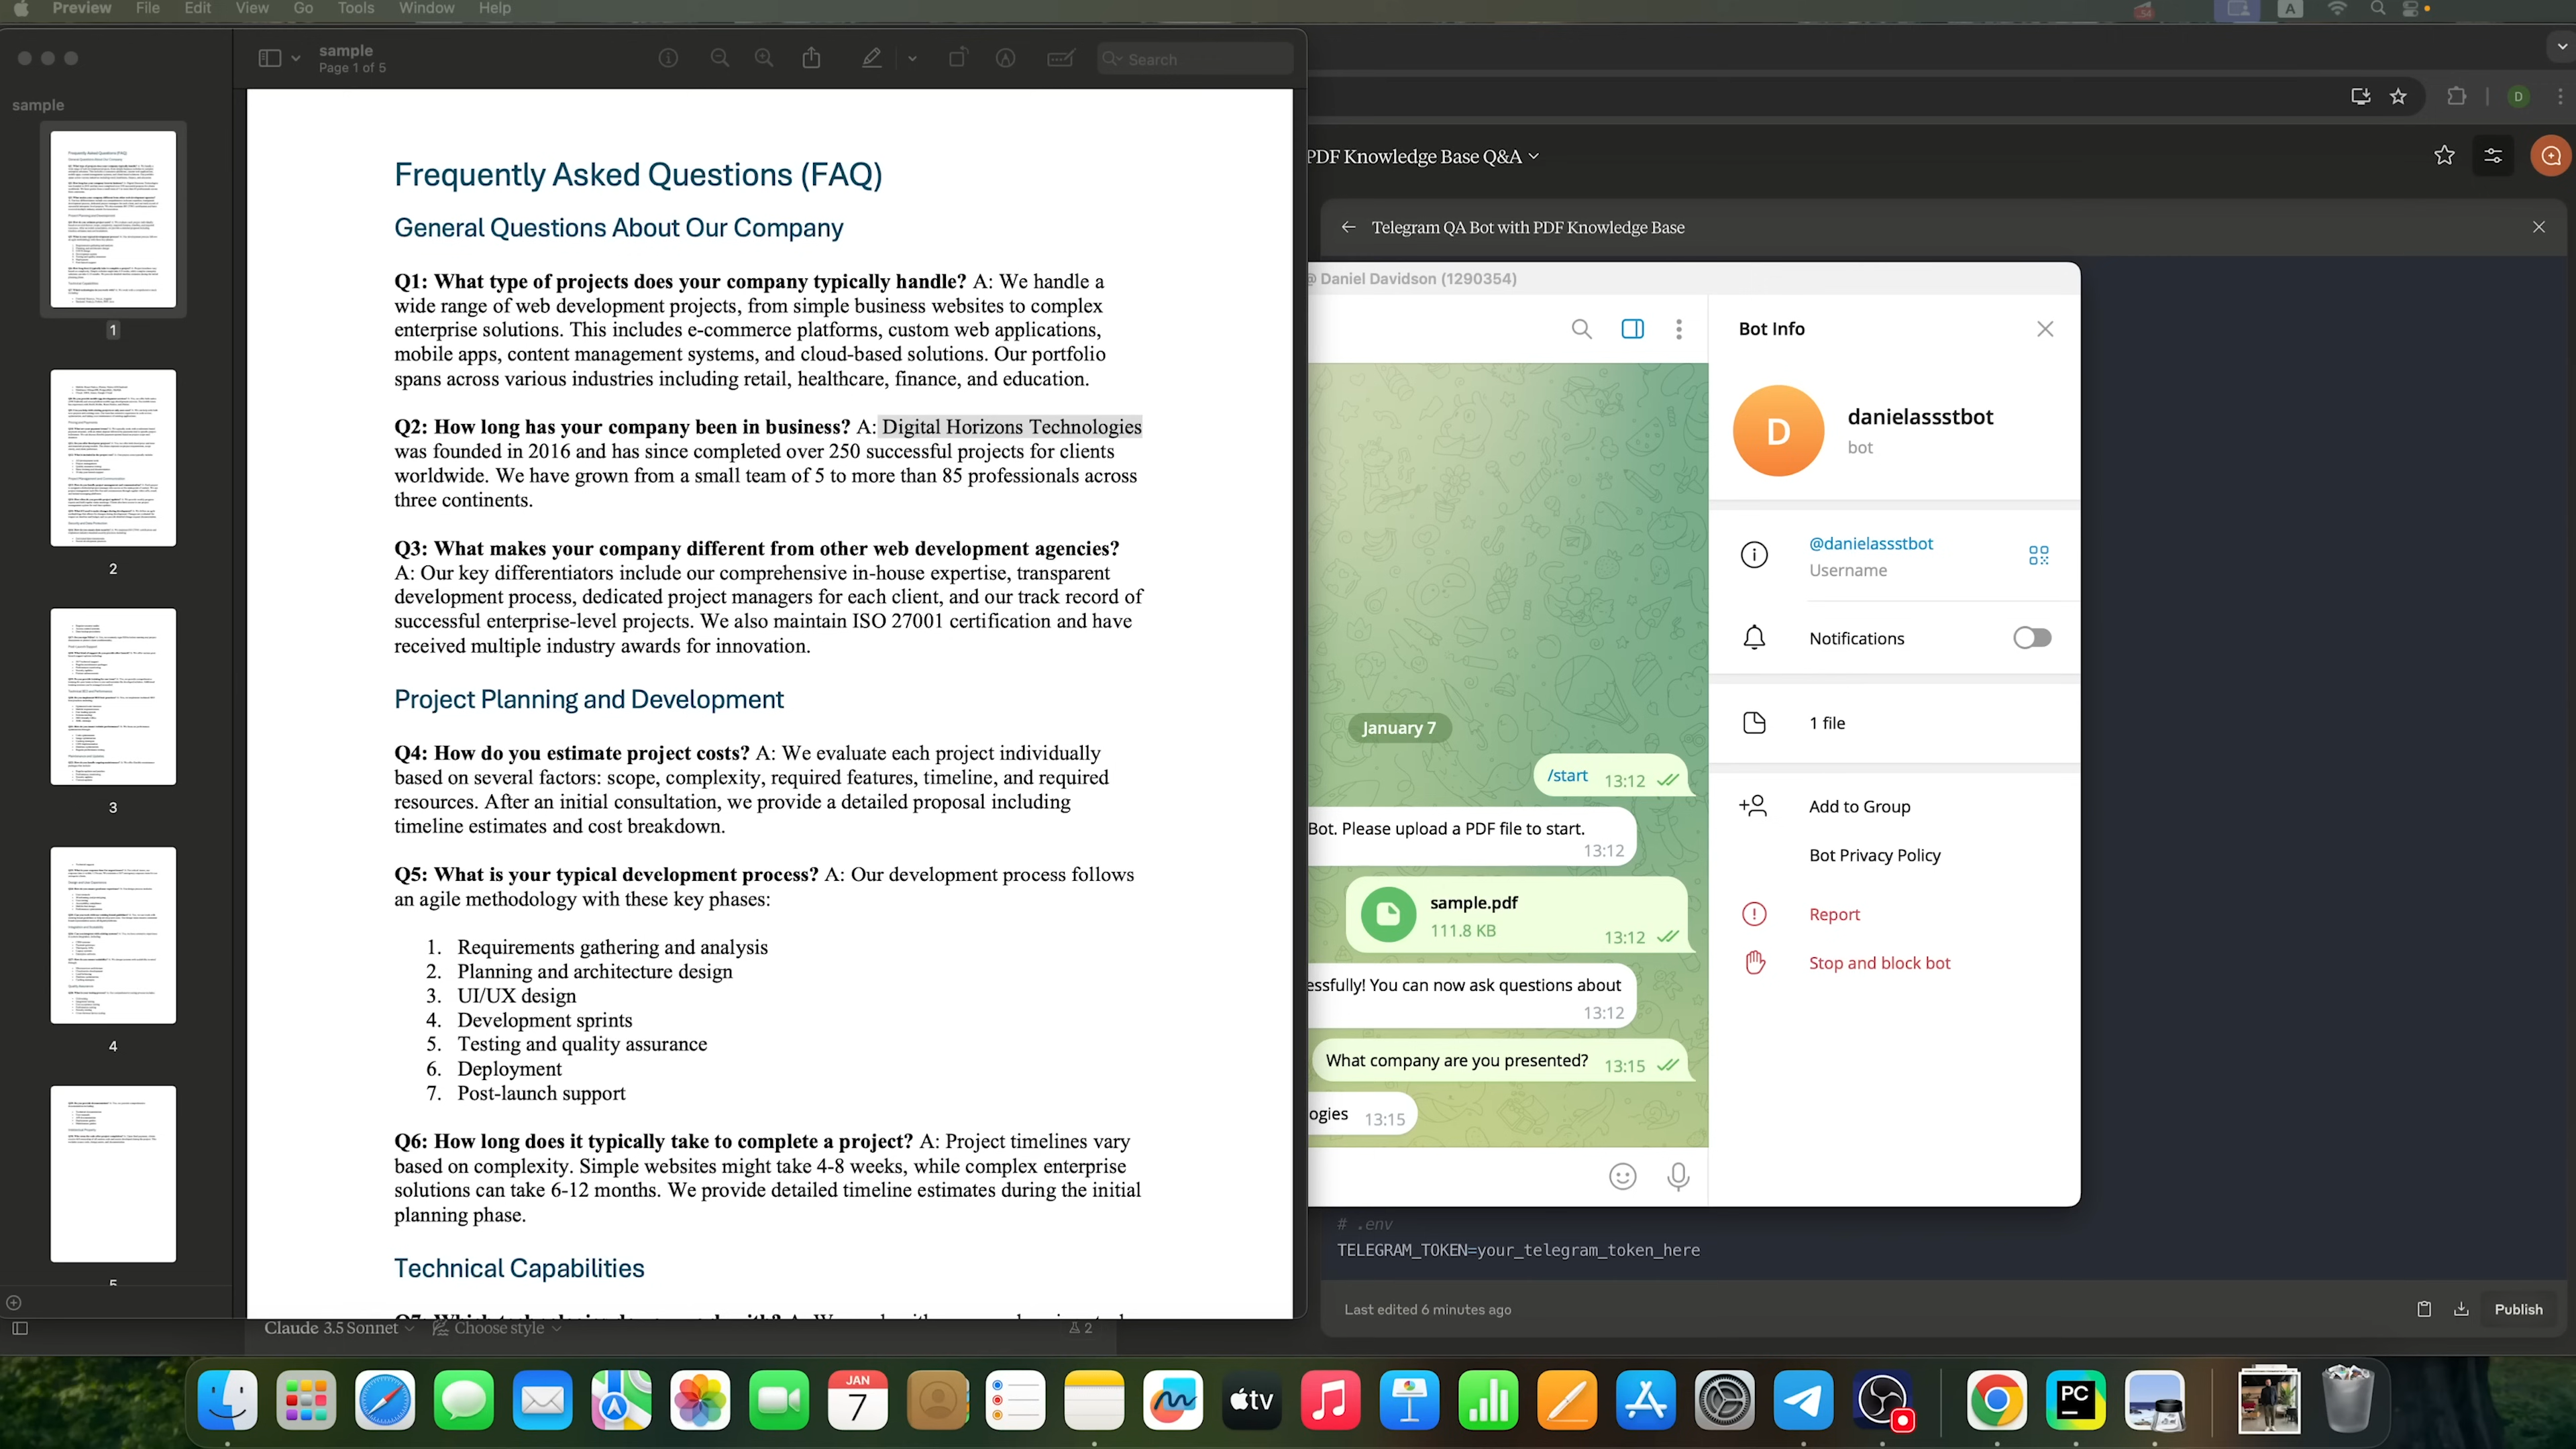 Preview File Edit View Go Tools Window Help
54
A
sample
Page 1 of 5
Search
D
sample
1
2
3
4
5
Frequently Asked Questions (FAQ)
General Questions About Our Company
Q1: What type of projects does your company typically handle? A: We handle a
wide range of web development projects, from simple business websites to complex
enterprise solutions. This includes e-commerce platforms, custom web applications,
mobile apps, content management systems, and cloud-based solutions. Our portfolio
spans across various industries including retail, healthcare, finance, and education.
Q2: How long has your company been in business? A: Digital Horizons Technologies
was founded in 2016 and has since completed over 250 successful projects for clients
worldwide. We have grown from a small team of 5 to more than 85 professionals across
three continents.
Q3: What makes your company different from other web development agencies?
A: Our key differentiators include our comprehensive in-house expertise, transparent
development process, dedicated project managers for each client, and our track record of
successful enterprise-level projects. We also maintain ISO 27001 certification and have
received multiple industry awards for innovation.
Project Planning and Development
Q4: How do you estimate project costs? A: We evaluate each project individually
based on several factors: scope, complexity, required features, timeline, and required
resources. After an initial consultation, we provide a detailed proposal including
timeline estimates and cost breakdown.
Q5: What is your typical development process? A: Our development process follows
an agile methodology with these key phases:
1. Requirements gathering and analysis
2. Planning and architecture design
3. UI/UX design
4. Development sprints
5. Testing and quality assurance
6. Deployment
7. Post-launch support
Q6: How long does it typically take to complete a project? A: Project timelines vary
based on complexity. Simple websites might take 4-8 weeks, while complex enterprise
solutions can take 6-12 months. We provide detailed timeline estimates during the initial
planning phase.
Technical Capabilities
Claude 3.5 Sonnet Choose style 2
PDF Knowledge Base Q&A
Telegram QA Bot with PDF Knowledge Base
@ Daniel Davidson (1290354)
January 7
/start 13:12
Bot. Please upload a PDF file to start.
13:12
sample.pdf
111.8 KB 13:12
essfully! You can now ask questions about
13:12
What company are you presented? 13:15
ogies 13:15
Bot Info
D
danielassstbot
bot
@danielassstbot
Username
Notifications
1 file
Add to Group
Bot Privacy Policy
Report
Stop and block bot
# .env
TELEGRAM_TOKEN=your_telegram_token_here
Last edited 6 minutes ago
Publish
JAN
7
tv
PC